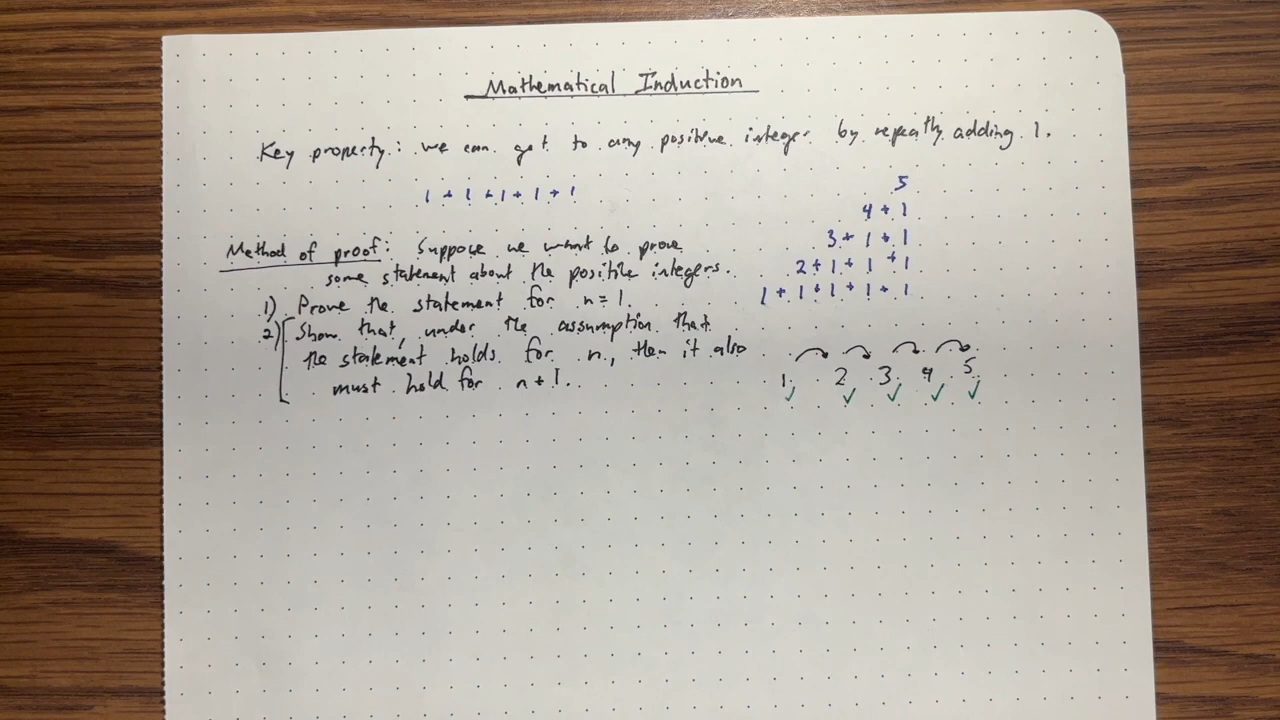 Mathematical Induction
Key property: we can get to any positive integer by repeatly adding 1.
1 + 1 + 1 + 1 + 1
5
4 + 1
3 + 1 + 1
2 + 1 + 1 + 1
1 + 1 + 1 + 1 + 1
Method of proof: Suppose we want to prove
some statement about the positive integers.
1) Prove the statement for n = 1.
2) Show that, under the assumption that
the statement holds for n, then it also
must hold for n + 1.
1 2 3 4 5
✓ ✓ ✓ ✓ ✓